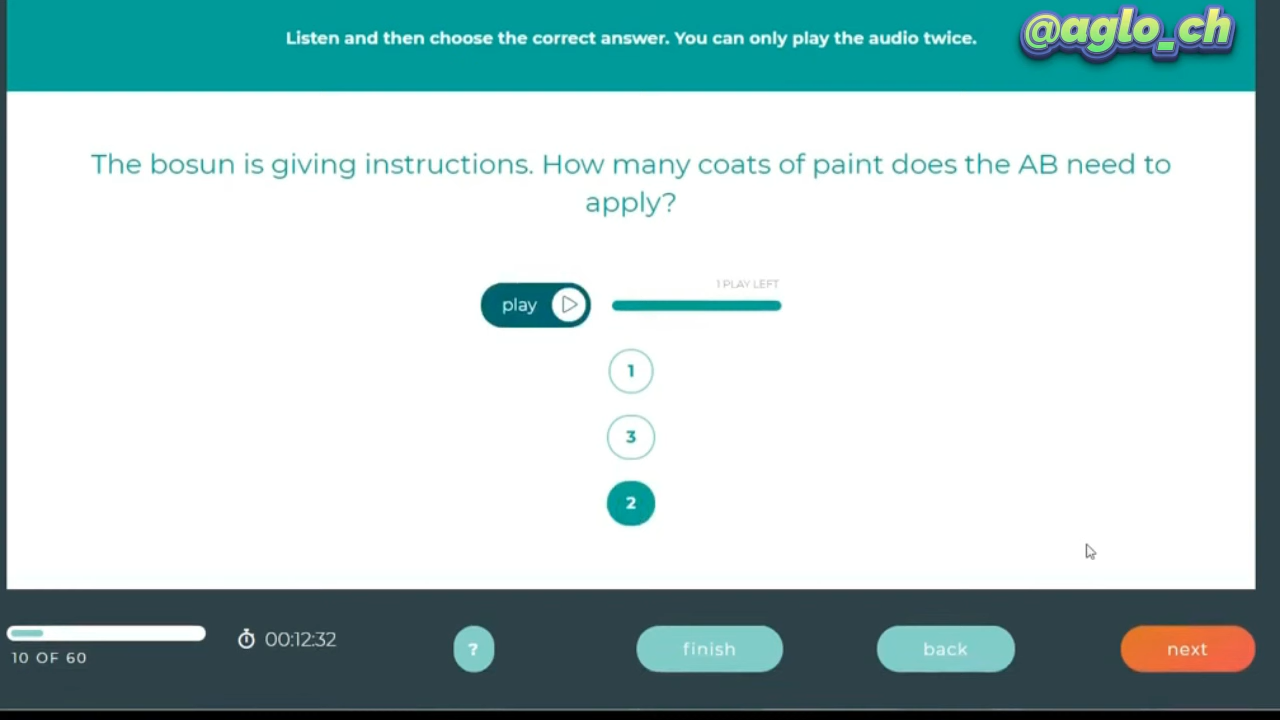 @aglo_ch
Listen and then choose the correct answer. You can only play the audio twice.
The bosun is giving instructions. How many coats of paint does the AB need to
apply?
1 PLAY LEFT
play
1
3
2
10 OF 60
00:12:32
?
finish
back
next